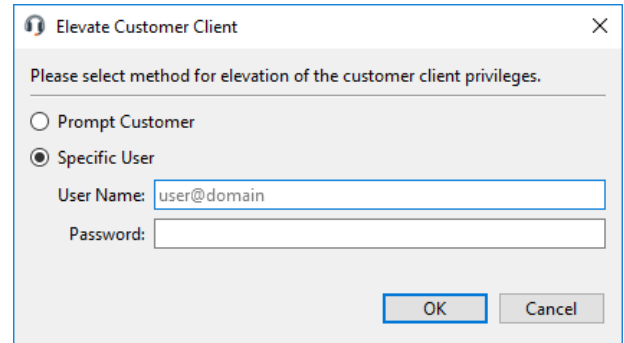 Elevate Customer Client
Please select method for elevation of the customer client privileges.
Prompt Customer
Specific User
User Name: user@domain
Password:
OK Cancel